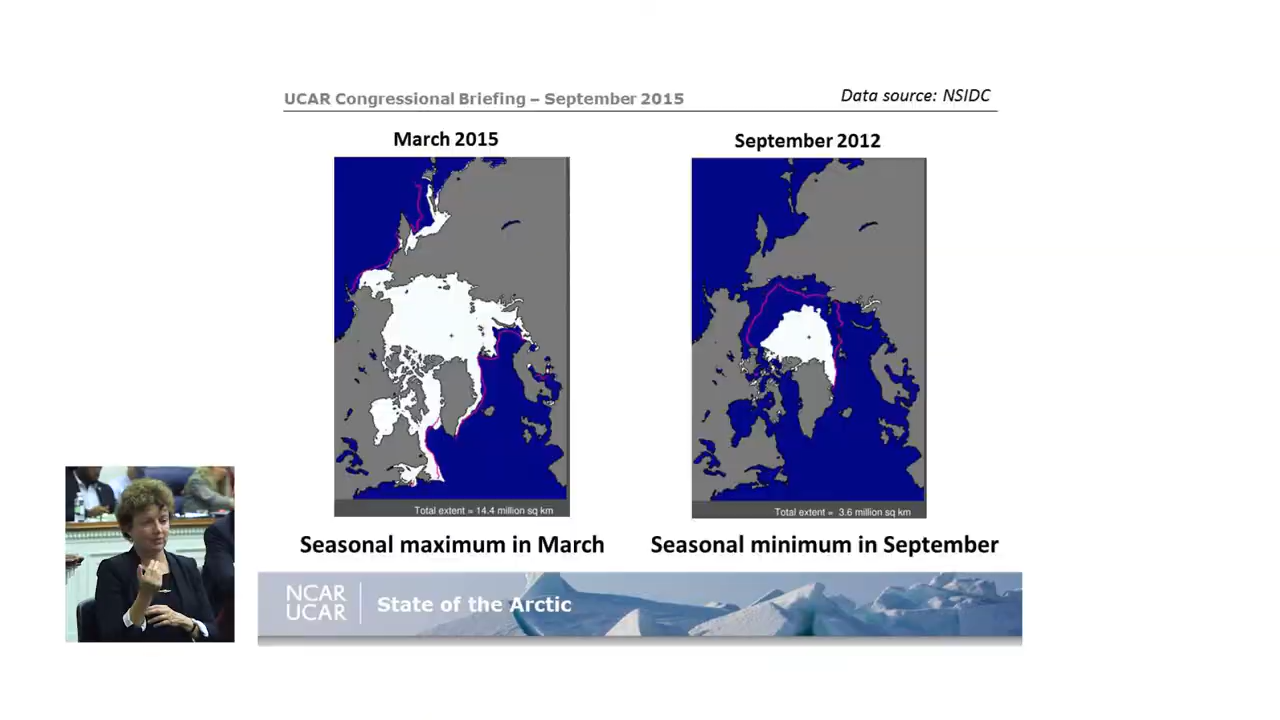 UCAR Congressional Briefing – September 2015
Data source: NSIDC
March 2015
September 2012
Total extent = 14.4 million sq km
Total extent = 3.6 million sq km
Seasonal maximum in March
Seasonal minimum in September
NCAR
UCAR
State of the Arctic